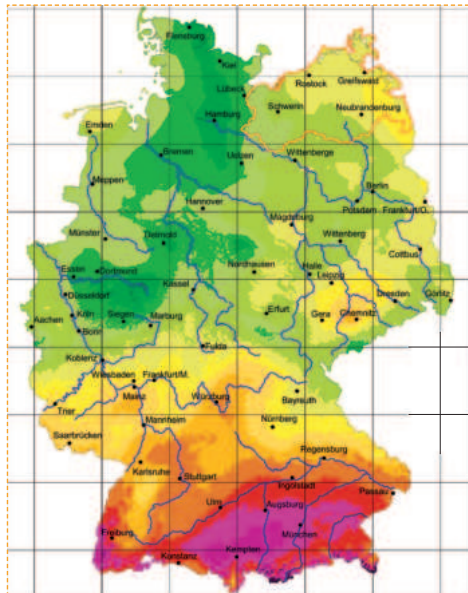 Flensburg
Kiel
Rostock
Greifswald
Lübeck
Schwerin
Neubrandenburg
Hamburg
Emden
Bremen
Uelzen
Wittenberge
Meppen
Berlin
Hannover
Potsdam
Frankfurt/O.
Magdeburg
Münster
Detmold
Wittenberg
Cottbus
Essen
Dortmund
Nordhausen
Halle
Leipzig
Düsseldorf
Kassel
Dresden
Görlitz
Köln
Siegen
Marburg
Erfurt
Gera
Chemnitz
Aachen
Bonn
Fulda
Koblenz
Wiesbaden
Frankfurt/M.
Mainz
Würzburg
Bayreuth
Trier
Mannheim
Nürnberg
Saarbrücken
Karlsruhe
Stuttgart
Regensburg
Ingolstadt
Passau
Ulm
Augsburg
München
Freiburg
Konstanz
Kempten